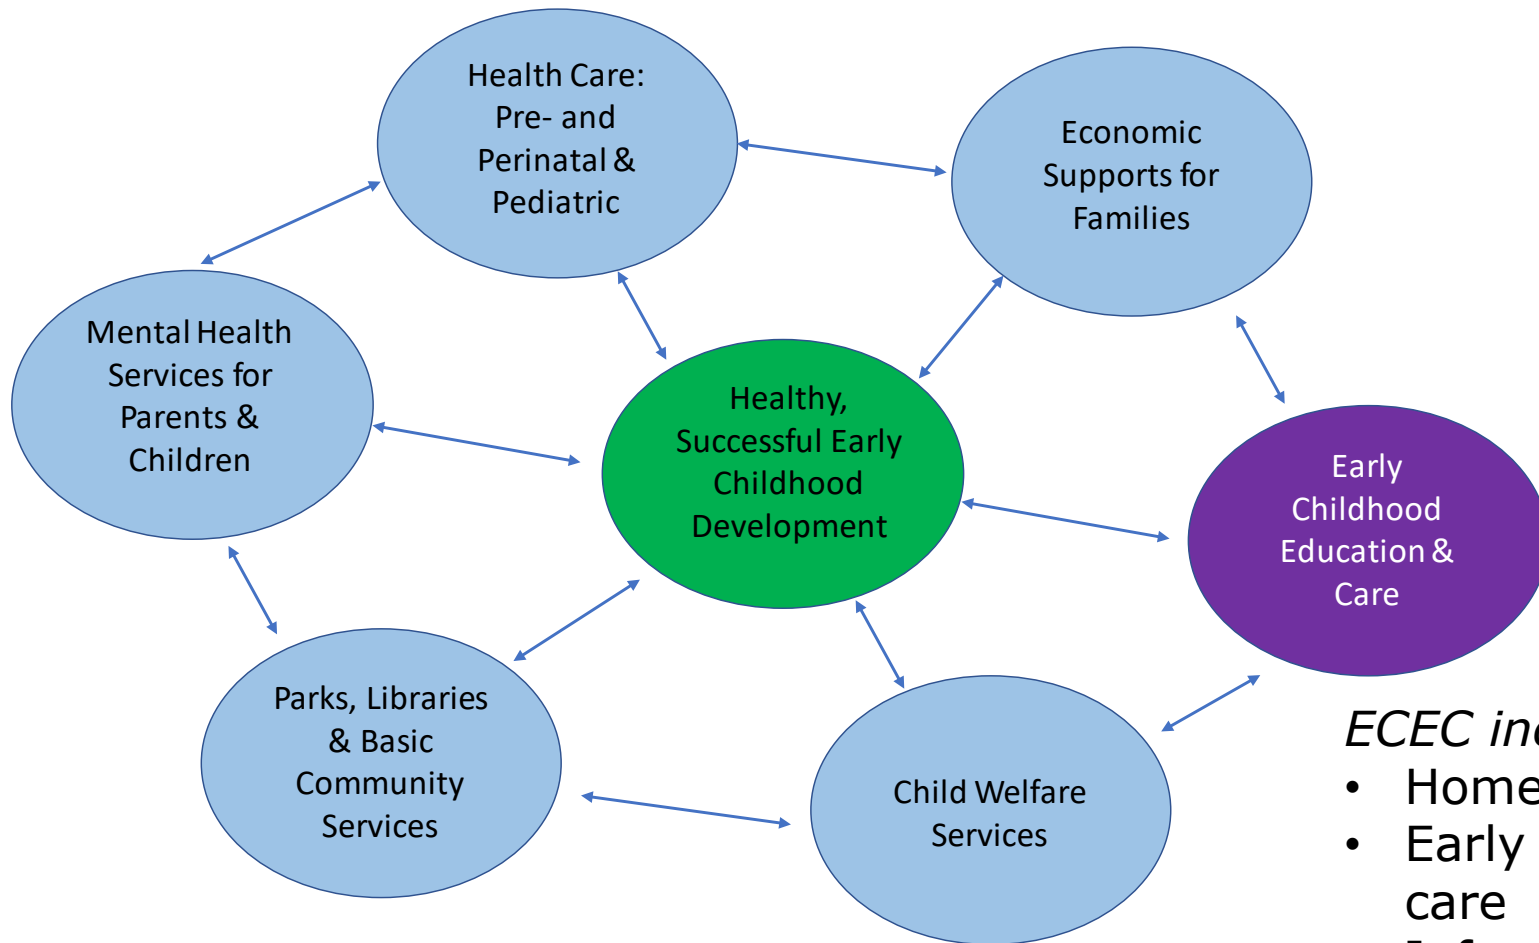 Health Care:
Pre- and
Perinatal &
Pediatric
Economic
Supports for
Families
Mental Health
Services for
Parents &
Children
Healthy,
Successful Early
Childhood
Development
Early
Childhood
Education &
Care
Parks, Libraries
& Basic
Community
Services
Child Welfare
Services
ECEC
• Home
• Early
care